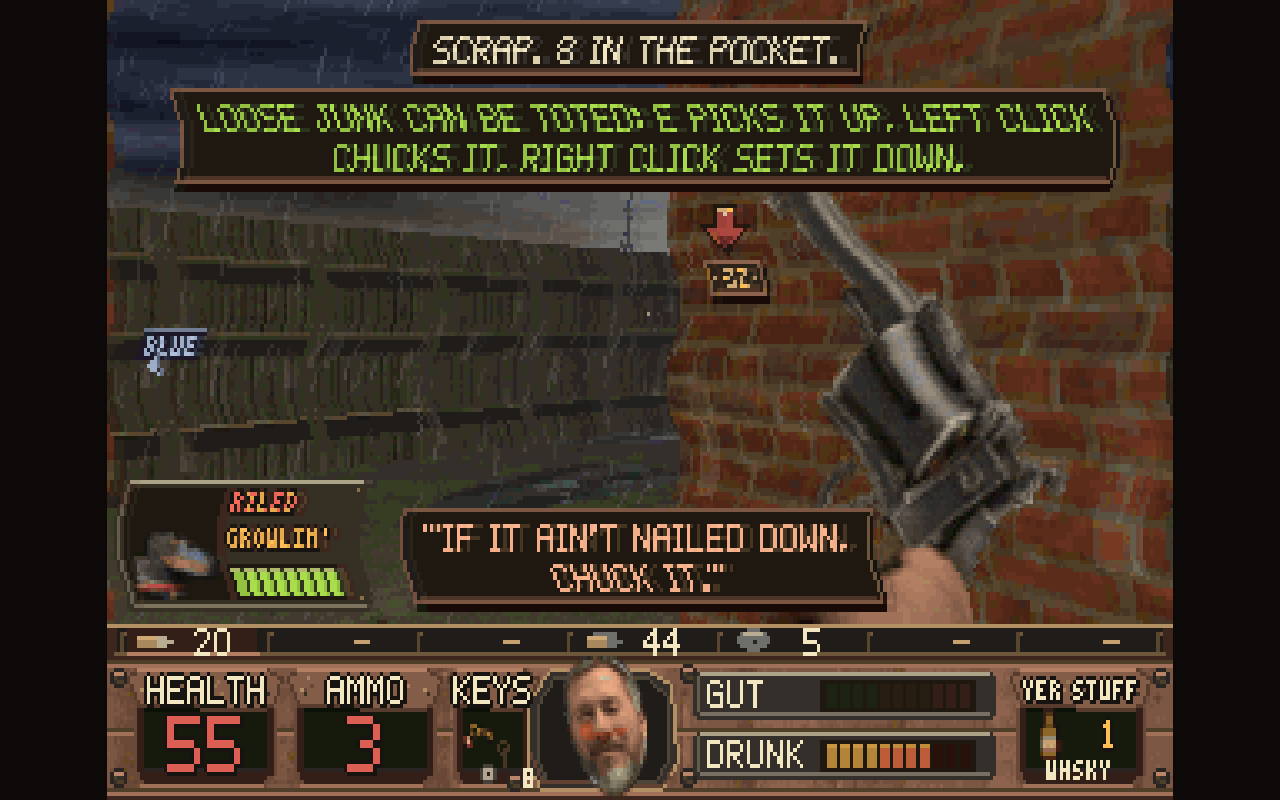 SCRAP. 8 IN THE POCKET.
LOOSE JUNK CAN BE TOTED: E PICKS IT UP. LEFT CLICK
CHUCKS IT. RIGHT CLICK SETS IT DOWN.
32
BLUE
RILED
GROWLIN'
"IF IT AIN'T NAILED DOWN,
CHUCK IT."
20 - - 44 5 - -
HEALTH AMMO KEYS GUT YER STUFF
55 3 8 DRUNK 1
WHSKY